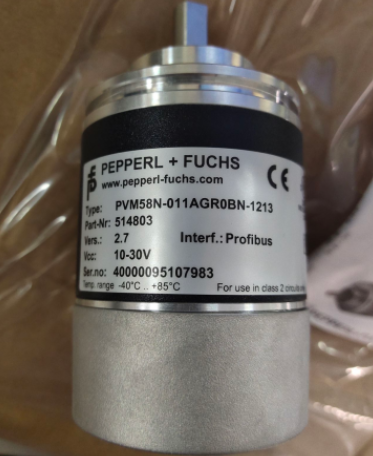 PEPPERL + FUCHS
www.pepperl-fuchs.com
CE
Type: PVM58N-011AGR0BN-1213
Part-Nr: 514803
Vers.: 2.7 Interf.: Profibus
Vcc: 10-30V
Ser.no: 40000095107983
Temp. range -40°C .. +85°C For use in class 2 circuits